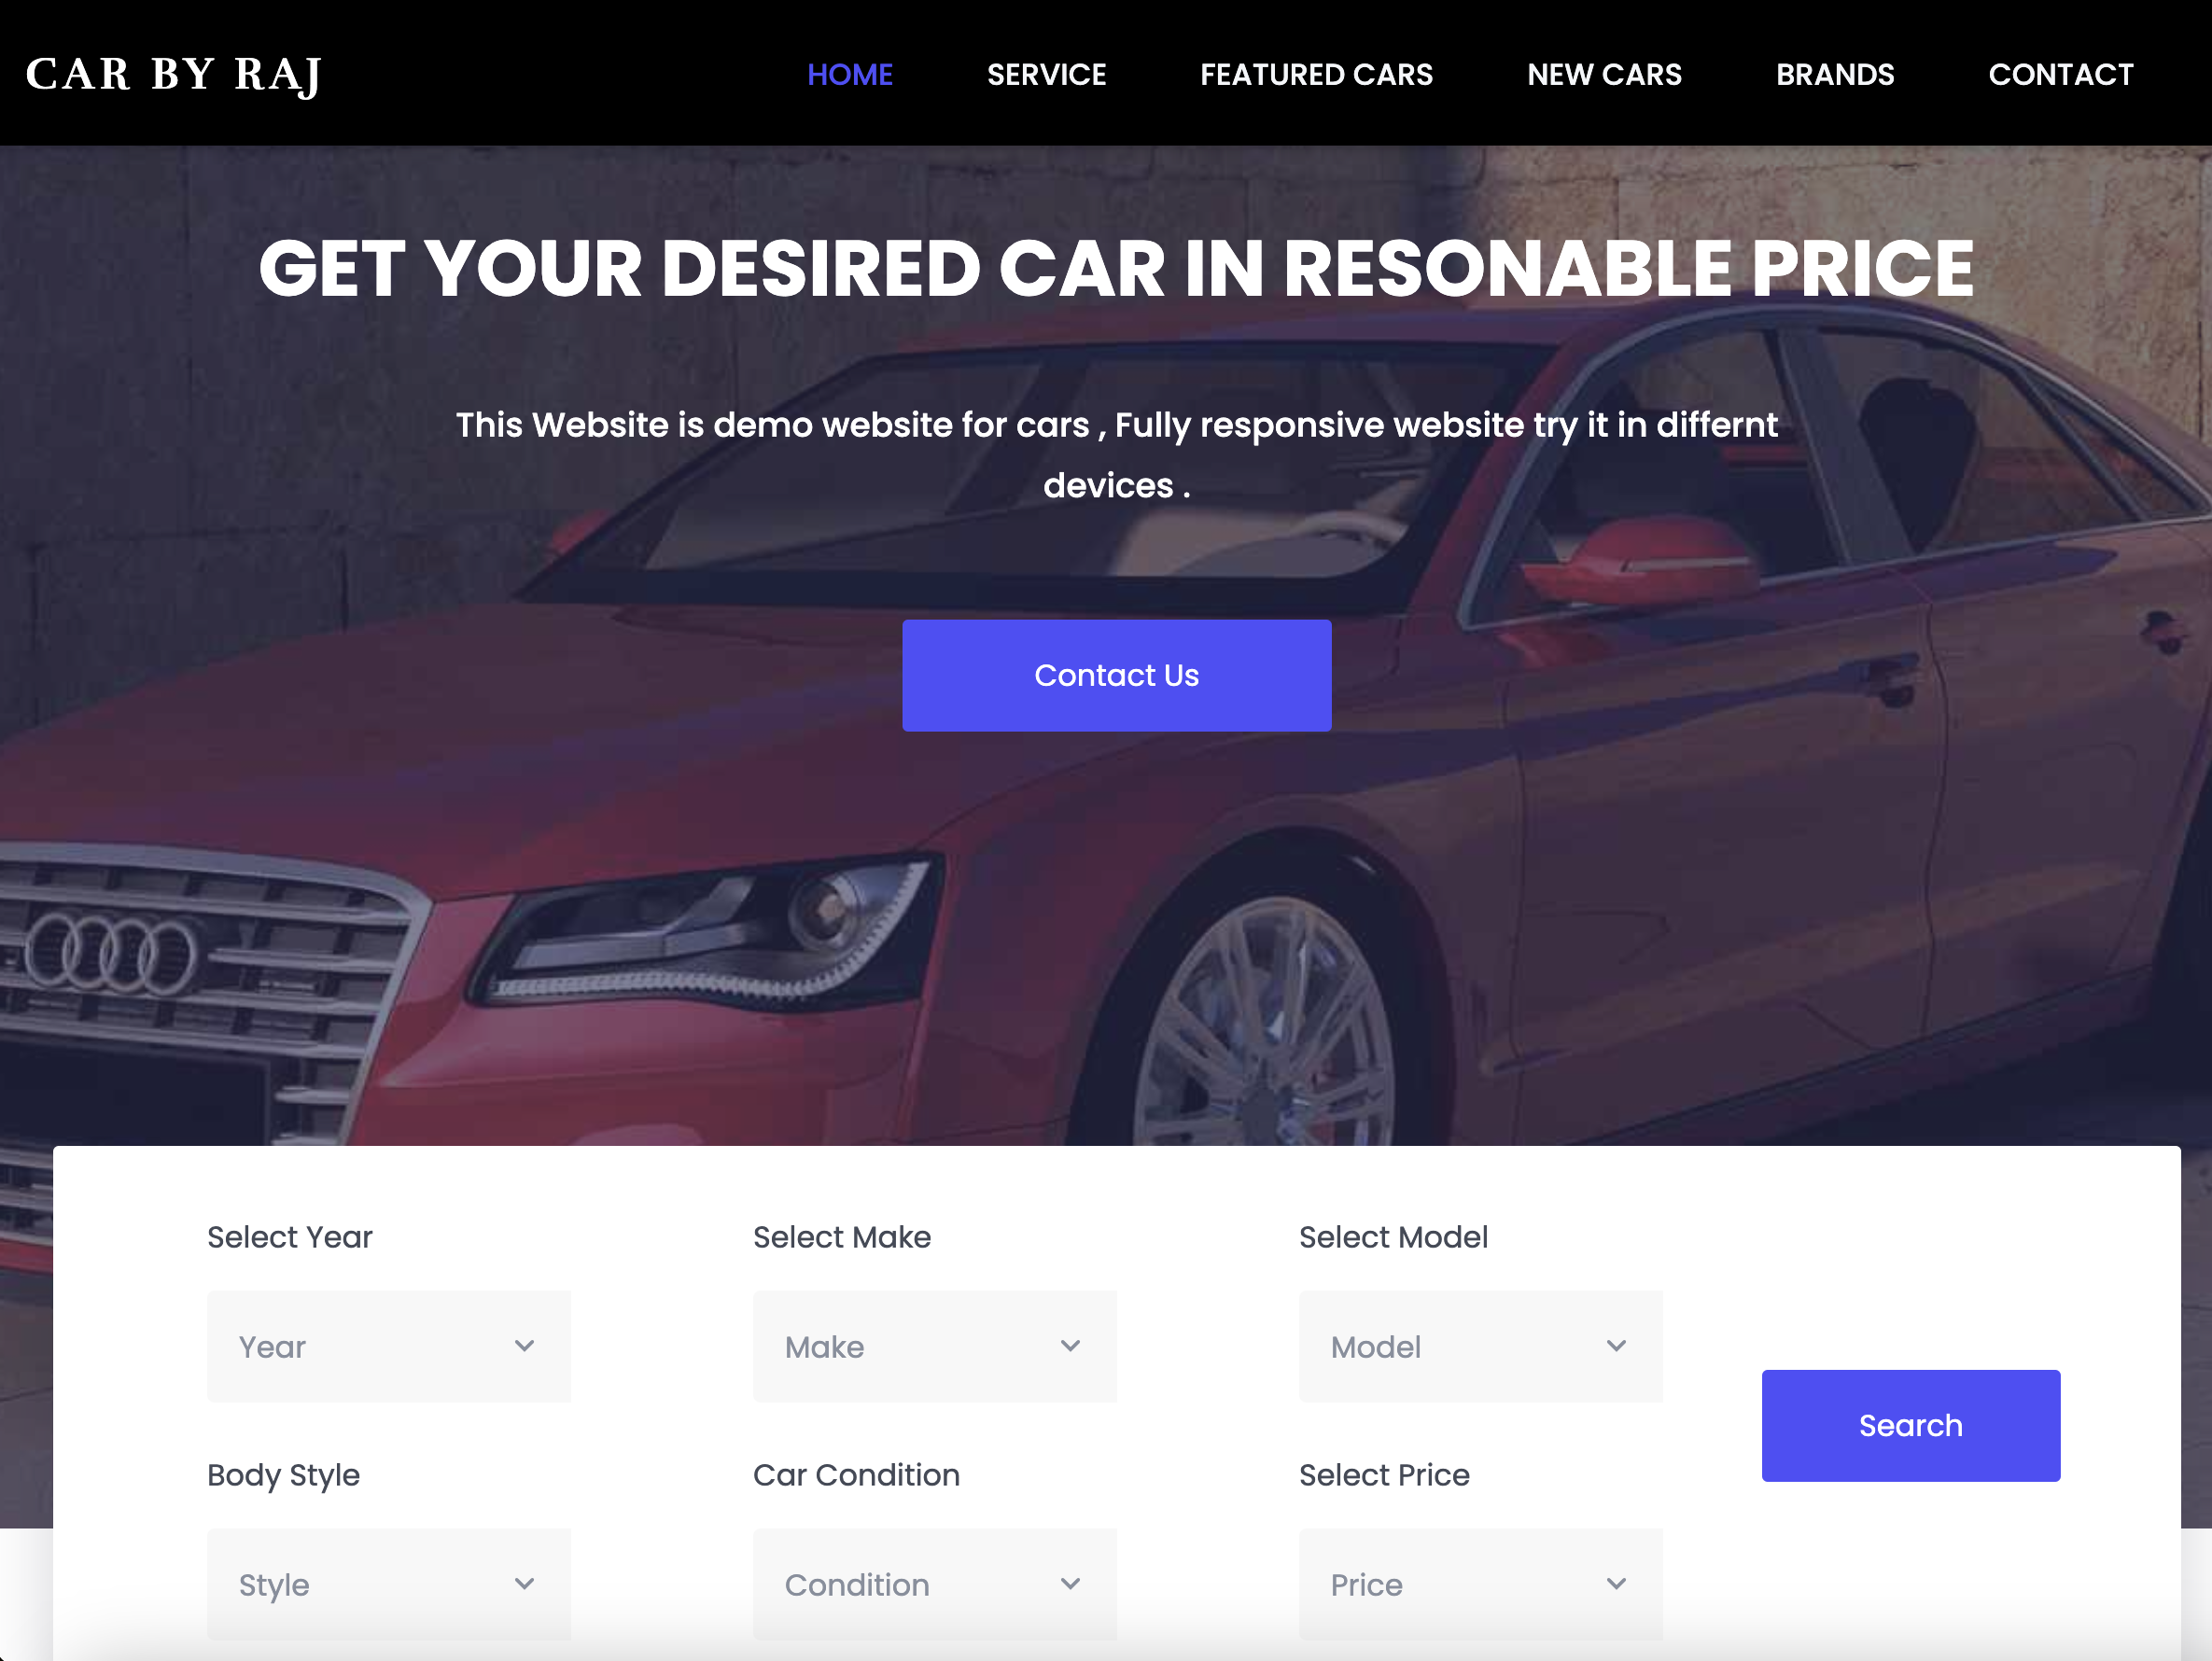 CAR BY RAJ
HOME SERVICE FEATURED CARS NEW CARS BRANDS CONTACT
GET YOUR DESIRED CAR IN RESONABLE PRICE
This Website is demo website for cars , Fully responsive website try it in differnt
devices .
Contact Us
Select Year
Year
Select Make
Make
Select Model
Model
Body Style
Style
Car Condition
Condition
Select Price
Price
Search